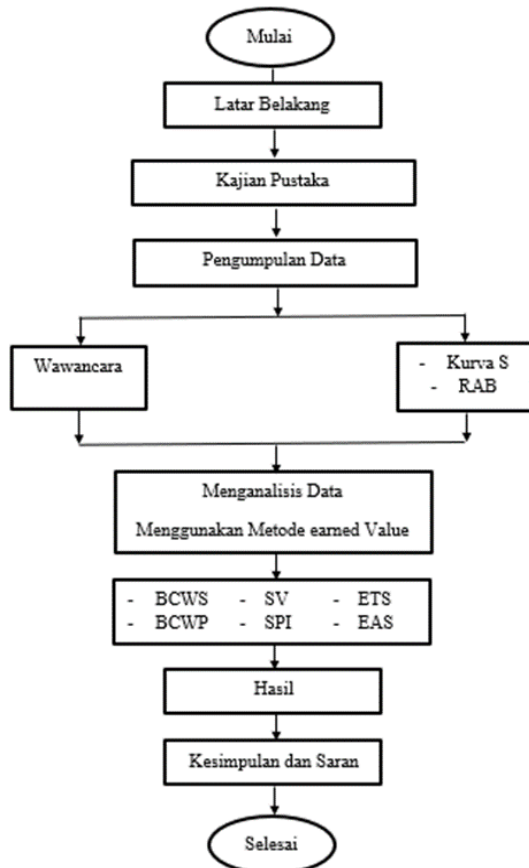 Mulai
Latar Belakang
Kajian Pustaka
Pengumpulan Data
Wawancara
- Kurva S
- RAB
Menganalisis Data
Menggunakan Metode earned Value
- BCWS - SV - ETS
- BCWP - SPI - EAS
Hasil
Kesimpulan dan Saran
Selesai